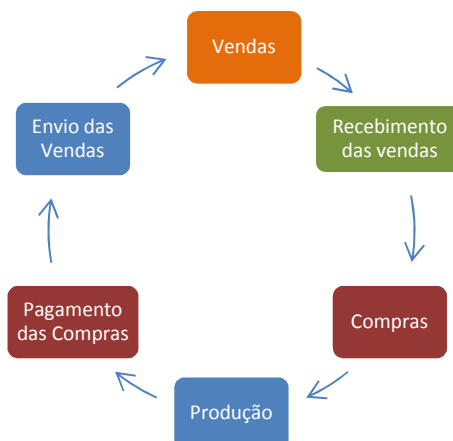 Vendas
Recebimento
das vendas
Compras
Produção
Pagamento
das Compras
Envio das
Vendas